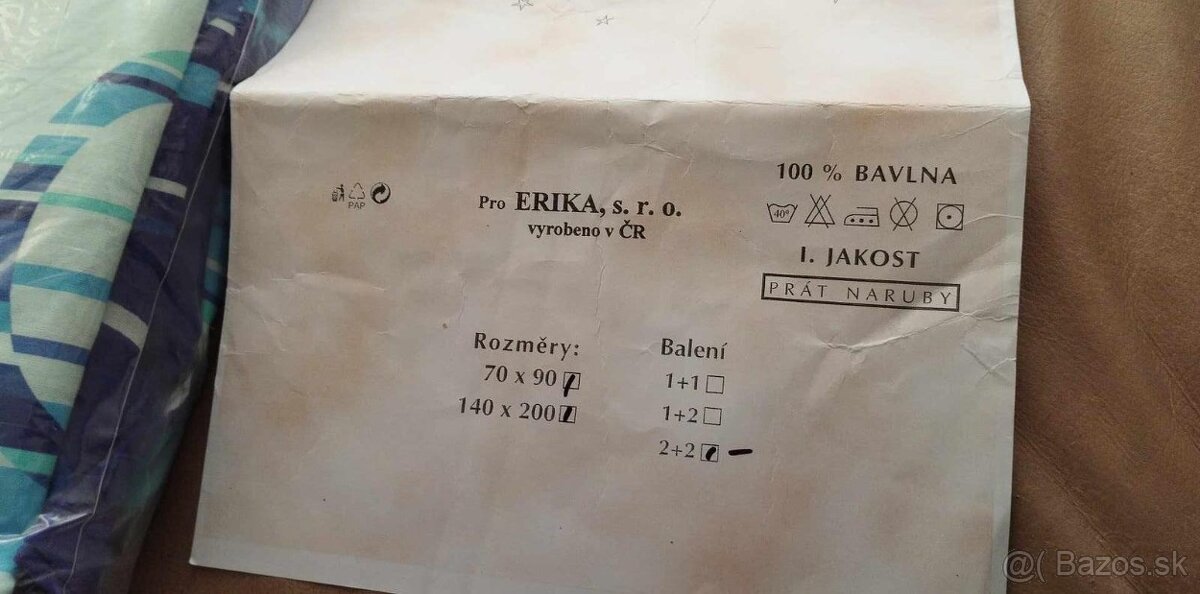 PAP
Pro ERIKA, s. r. o.
vyrobeno v ČR
100 % BAVLNA
40°
I. JAKOST
PRÁT NARUBY
Rozměry:
70 x 90
140 x 200
Balení
1+1
1+2
2+2
@( Bazos.sk